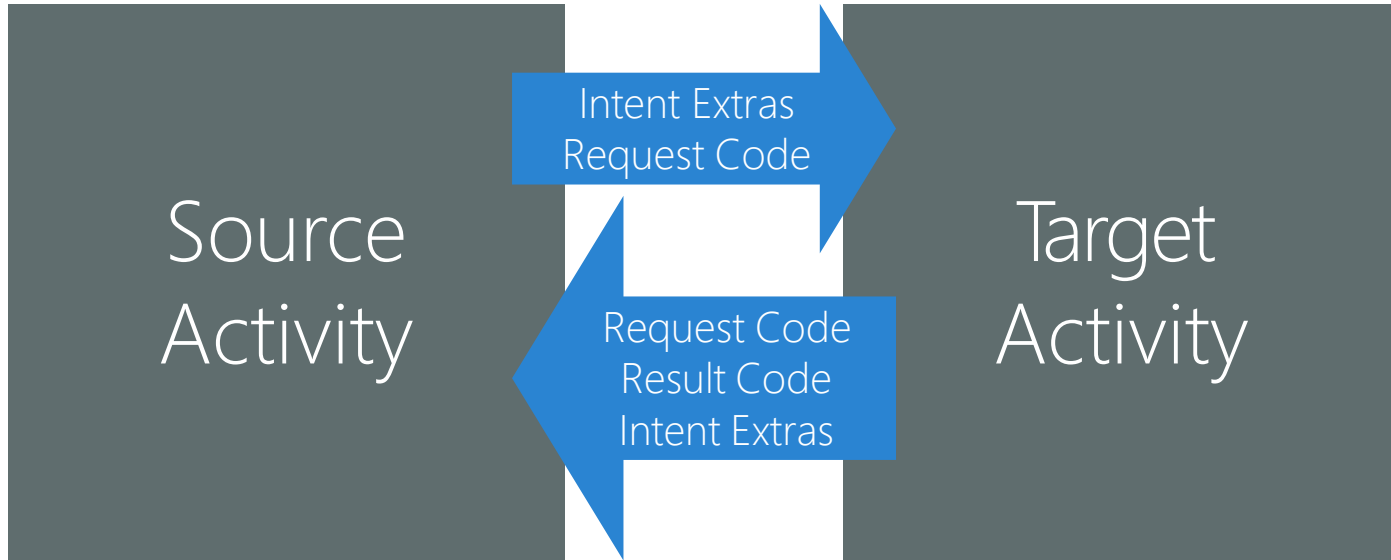 Source
Activity
Intent Extras
Request Code
Request Code
Result Code
Intent Extras
Target
Activity